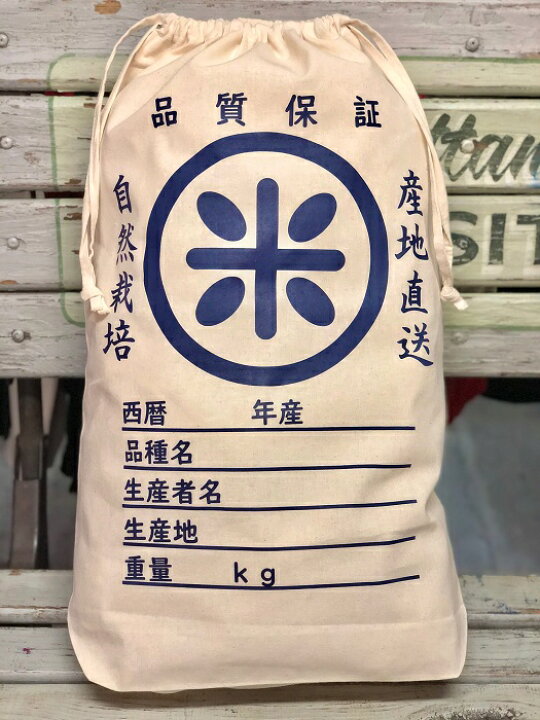 品質保証
産地直送
米
自然栽培
西暦 年産
品種名
生産者名
生産地
重量 kg
SIT